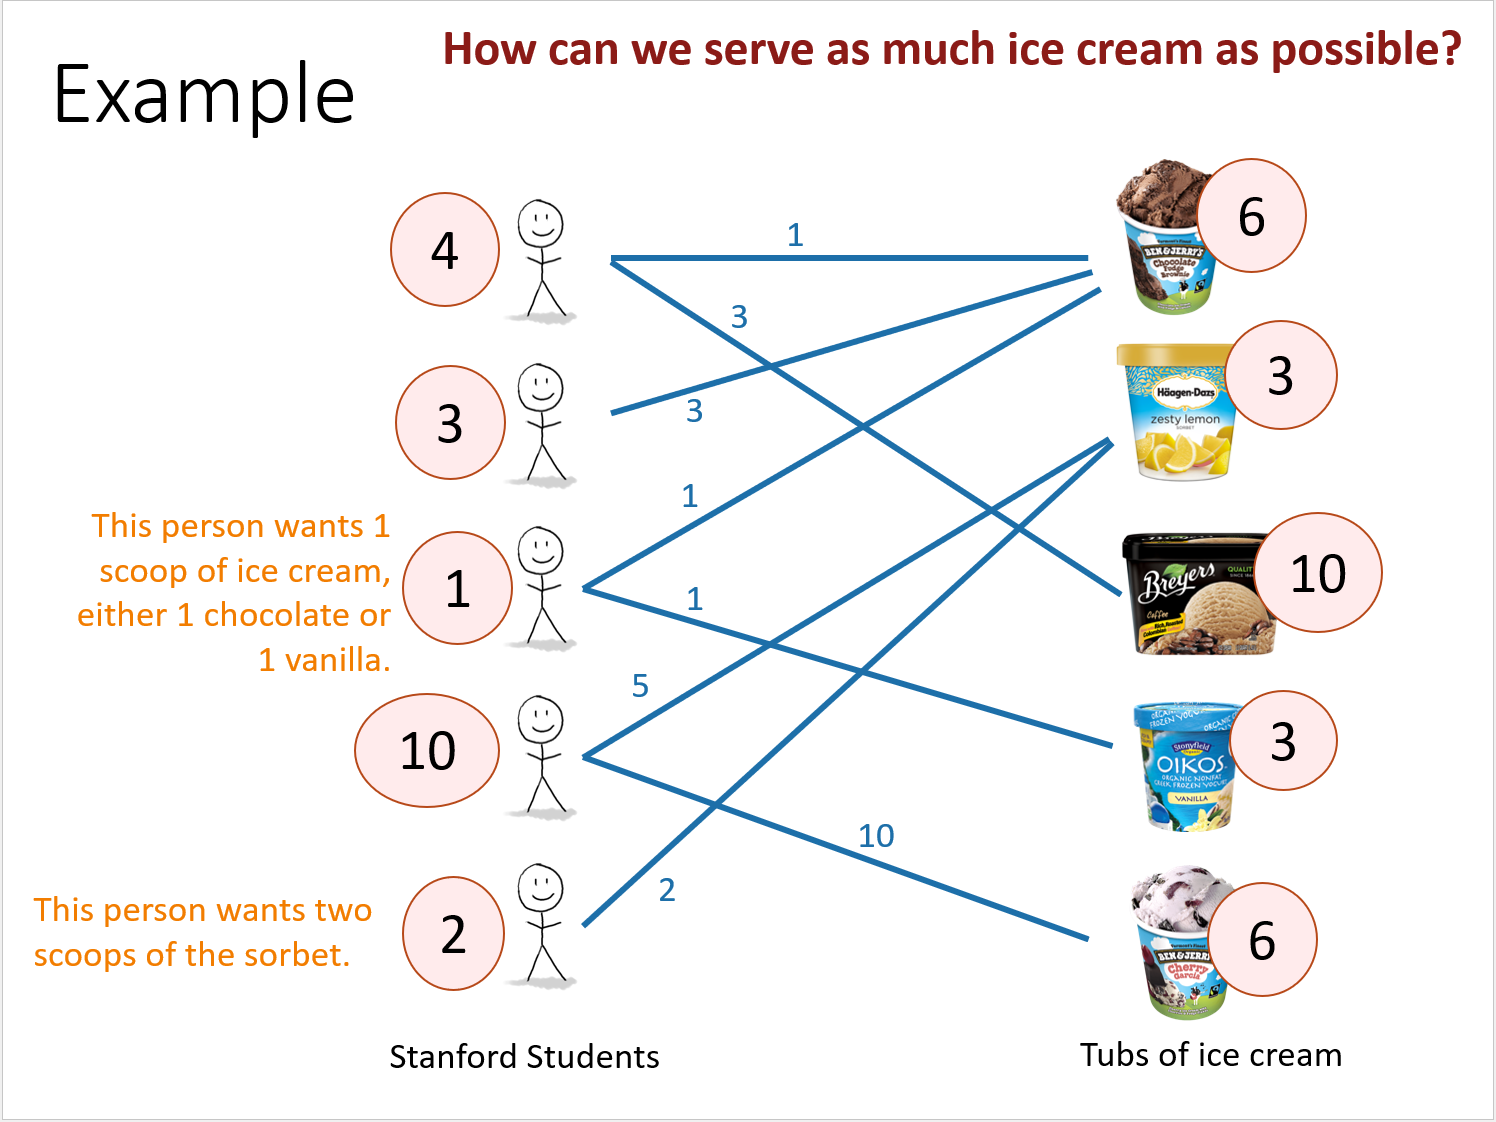 How can we serve as much ice cream as possible?
Example
4
1
6
BEN & JERRY'S
Chocolate
Fudge
Brownie
3
3
3
3
Häagen-Dazs
zesty lemon
SORBET
1
This person wants 1
scoop of ice cream,
either 1 chocolate or
1 vanilla.
1
1
10
Breyers
QUALITY
Coffee
5
10
3
Stonyfield
OIKOS
ORGANIC NONFAT
GREEK FROZEN YOGURT
VANILLA
10
2
This person wants two
scoops of the sorbet.
2
6
BEN & JERRY
Cherry
Garcia
Stanford Students
Tubs of ice cream